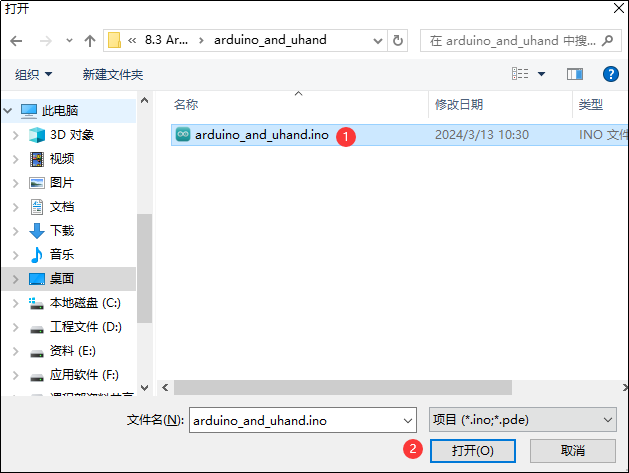 打开
« 8.3 Ar... › arduino_and_uhand
在 arduino_and_uhand 中搜...
组织
新建文件夹
名称
修改日期
类型
arduino_and_uhand.ino
1
2024/3/13 10:30
INO 文件
此电脑
3D 对象
视频
图片
文档
下载
音乐
桌面
本地磁盘 (C:)
工程文件 (D:)
资料 (E:)
应用软件 (F:)
文件名(N):
arduino_and_uhand.ino
项目 (*.ino;*.pde)
2
打开(O)
取消